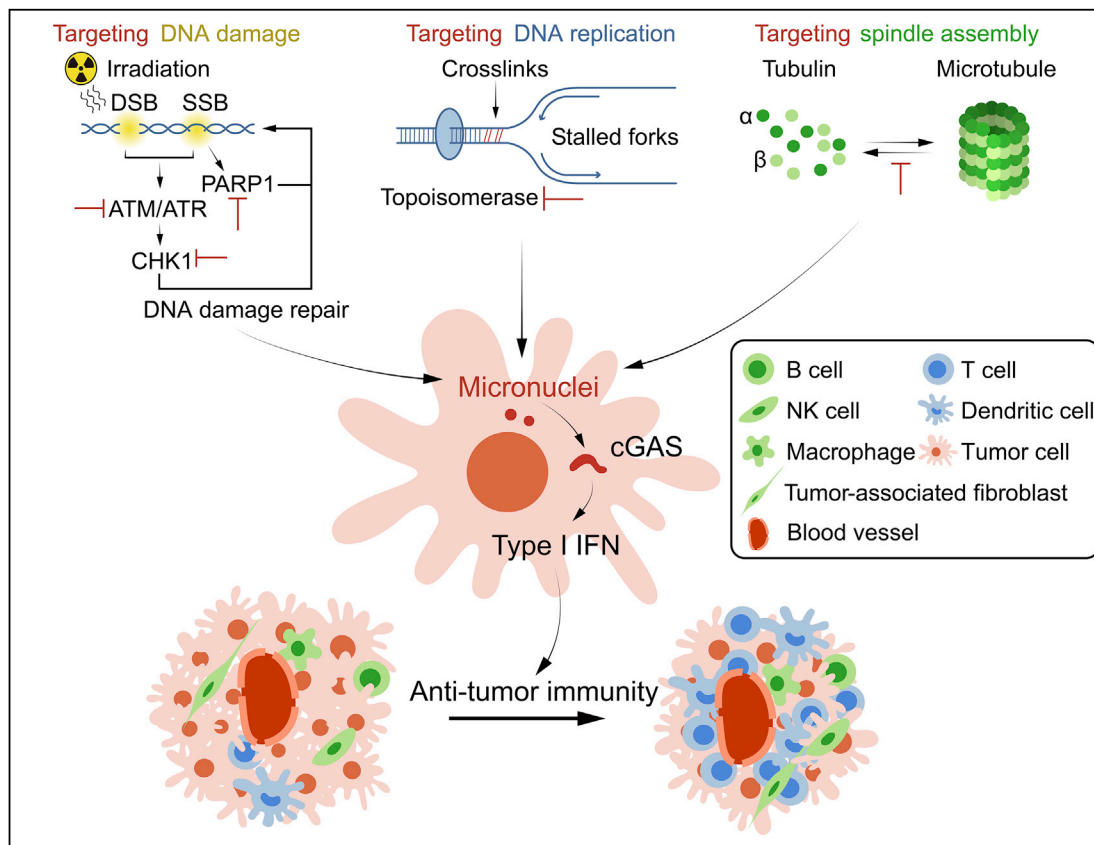 Targeting DNA damage
Irradiation
DSB SSB
PARP1
ATM/ATR
CHK1
DNA damage repair
Targeting DNA replication
Crosslinks
Stalled forks
Topoisomerase
Targeting spindle assembly
Tubulin
Microtubule
α
β
Micronuclei
cGAS
Type I IFN
B cell
T cell
NK cell
Dendritic cell
Macrophage
Tumor cell
Tumor-associated fibroblast
Blood vessel
Anti-tumor immunity